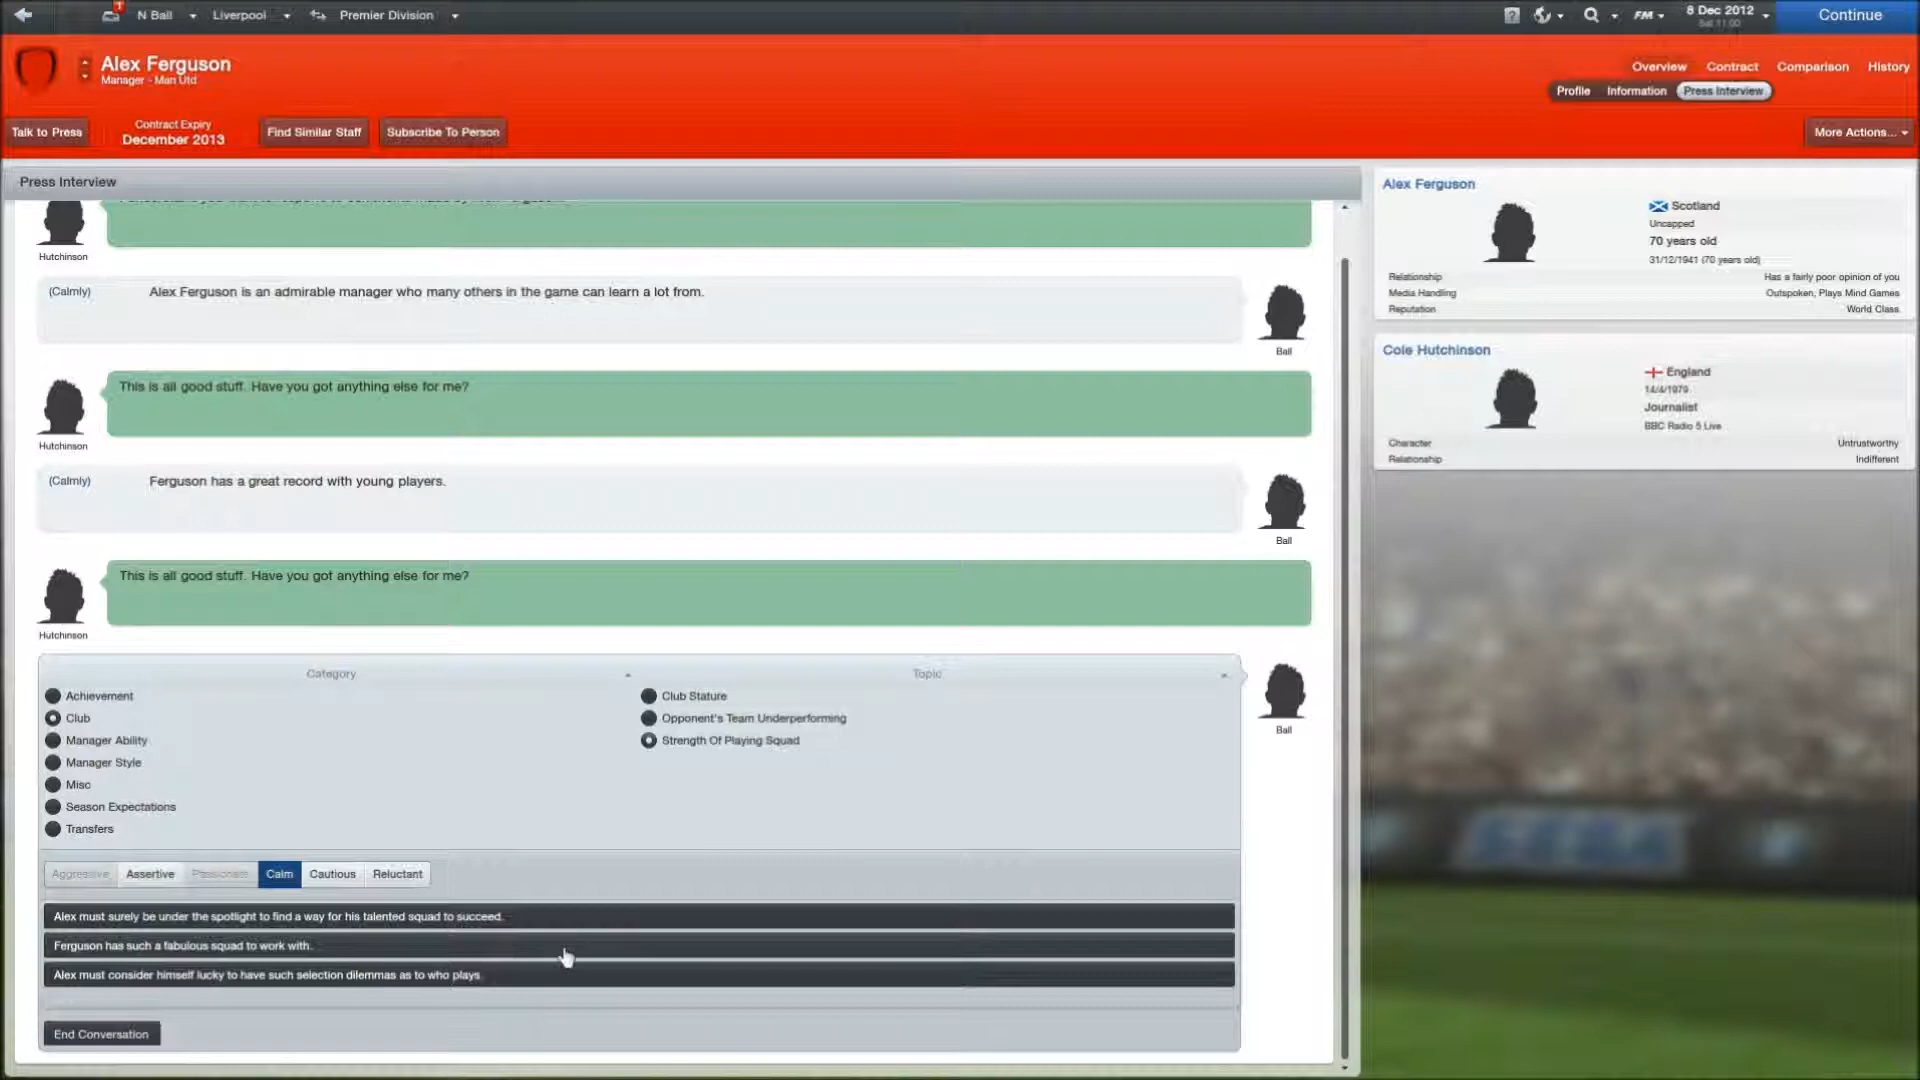 N Ball
Liverpool
Premier Division
1
FM
8 Dec 2012
Sat 11:00
Continue
Alex Ferguson
Manager - Man Utd
Overview
Contract
Comparison
History
Profile
Information
Press Interview
Talk to Press
Contract Expiry
December 2013
Find Similar Staff
Subscribe To Person
More Actions...
Press Interview
Hutchinson
(Calmly)
Alex Ferguson is an admirable manager who many others in the game can learn a lot from.
Ball
This is all good stuff. Have you got anything else for me?
Hutchinson
(Calmly)
Ferguson has a great record with young players.
Ball
This is all good stuff. Have you got anything else for me?
Hutchinson
Category
Topic
Achievement
Club
Manager Ability
Manager Style
Misc
Season Expectations
Transfers
Club Stature
Opponent's Team Underperforming
Strength Of Playing Squad
Ball
Aggressive
Assertive
Passionate
Calm
Cautious
Reluctant
Alex must surely be under the spotlight to find a way for his talented squad to succeed.
Ferguson has such a fabulous squad to work with.
Alex must consider himself lucky to have such selection dilemmas as to who plays.
End Conversation
Alex Ferguson
Scotland
Uncapped
70 years old
31/12/1941 (70 years old)
Relationship
Has a fairly poor opinion of you
Media Handling
Outspoken, Plays Mind Games
Reputation
World Class
Cole Hutchinson
England
14/4/1979
Journalist
BBC Radio 5 Live
Character
Untrustworthy
Relationship
Indifferent